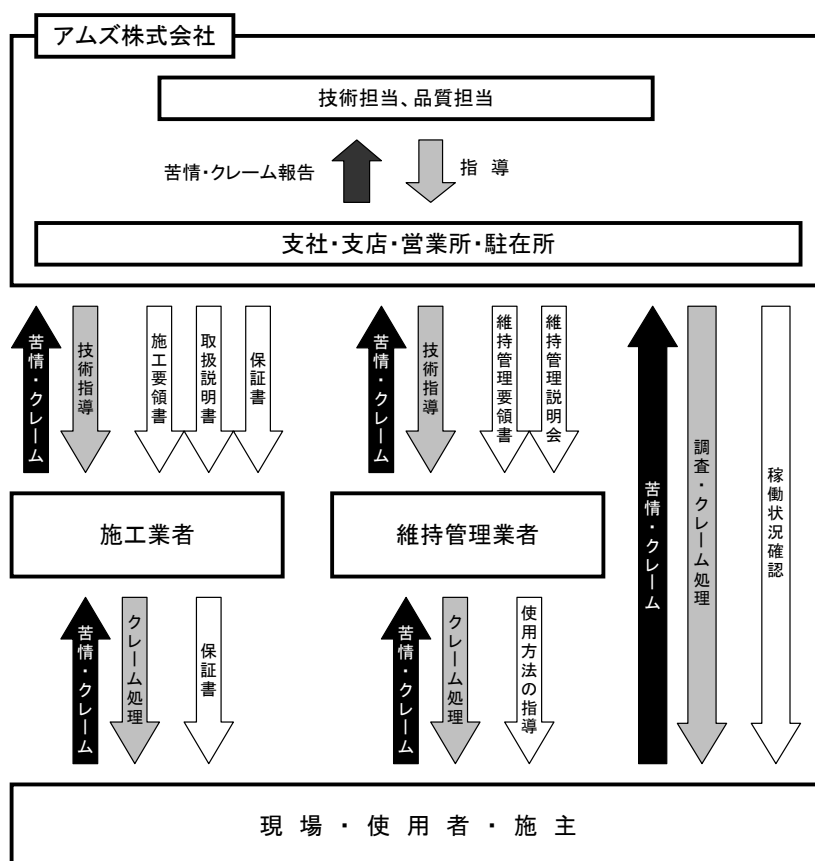 アムズ株式会社
技術担当、品質担当
苦情・クレーム報告
指 導
支社・支店・営業所・駐在所
苦情・クレーム
技術指導
施工要領書
取扱説明書
保証書
苦情・クレーム
技術指導
維持管理要領書
維持管理説明会
苦情・クレーム
調査・クレーム処理
稼働状況確認
施工業者
維持管理業者
苦情・クレーム
クレーム処理
保証書
苦情・クレーム
クレーム処理
使用方法の指導
現 場 ・ 使 用 者 ・ 施 主